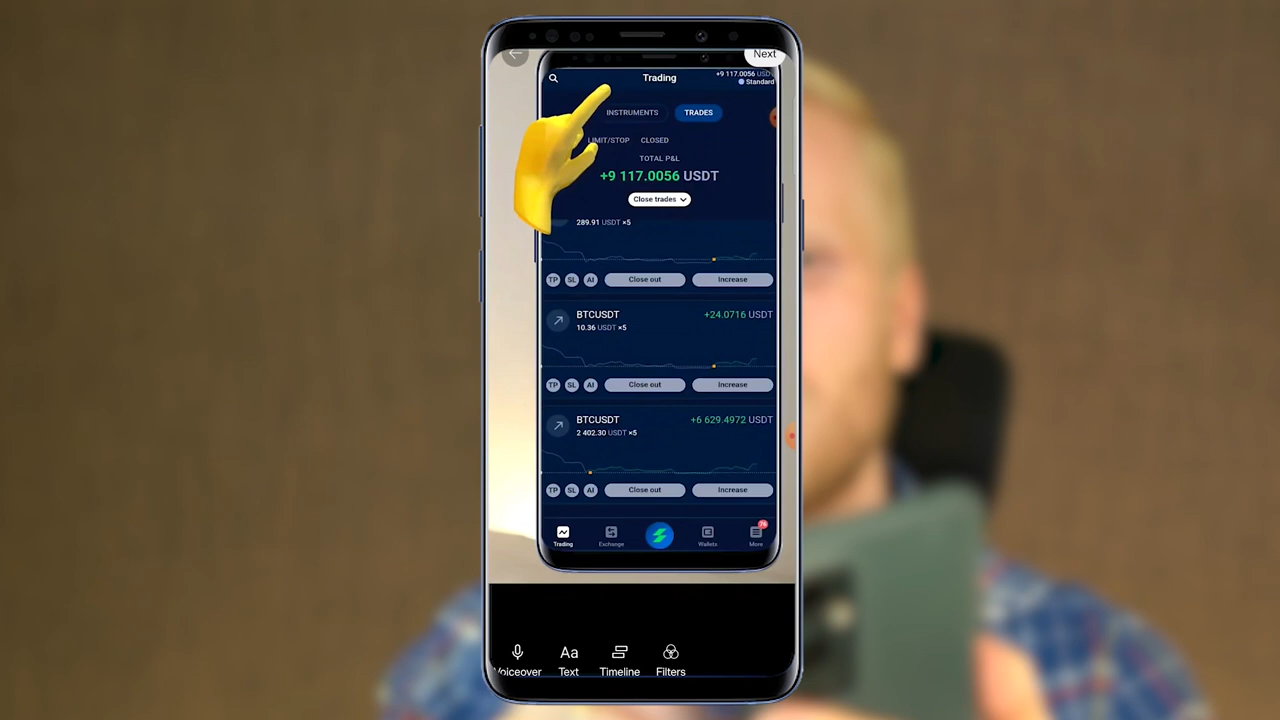 Next
Trading
+9 117.0056 USDT
Standard
INSTRUMENTS
TRADES
LIMIT/STOP
CLOSED
TOTAL P&L
+9 117.0056 USDT
Close trades
289.91 USDT ×5
TP SL AI Close out Increase
BTCUSDT +24.0716 USDT
10.36 USDT ×5
TP SL AI Close out Increase
BTCUSDT +6 629.4972 USDT
2 402.30 USDT ×5
TP SL AI Close out Increase
76
Trading Exchange Wallets More
Aa
Voiceover Text Timeline Filters